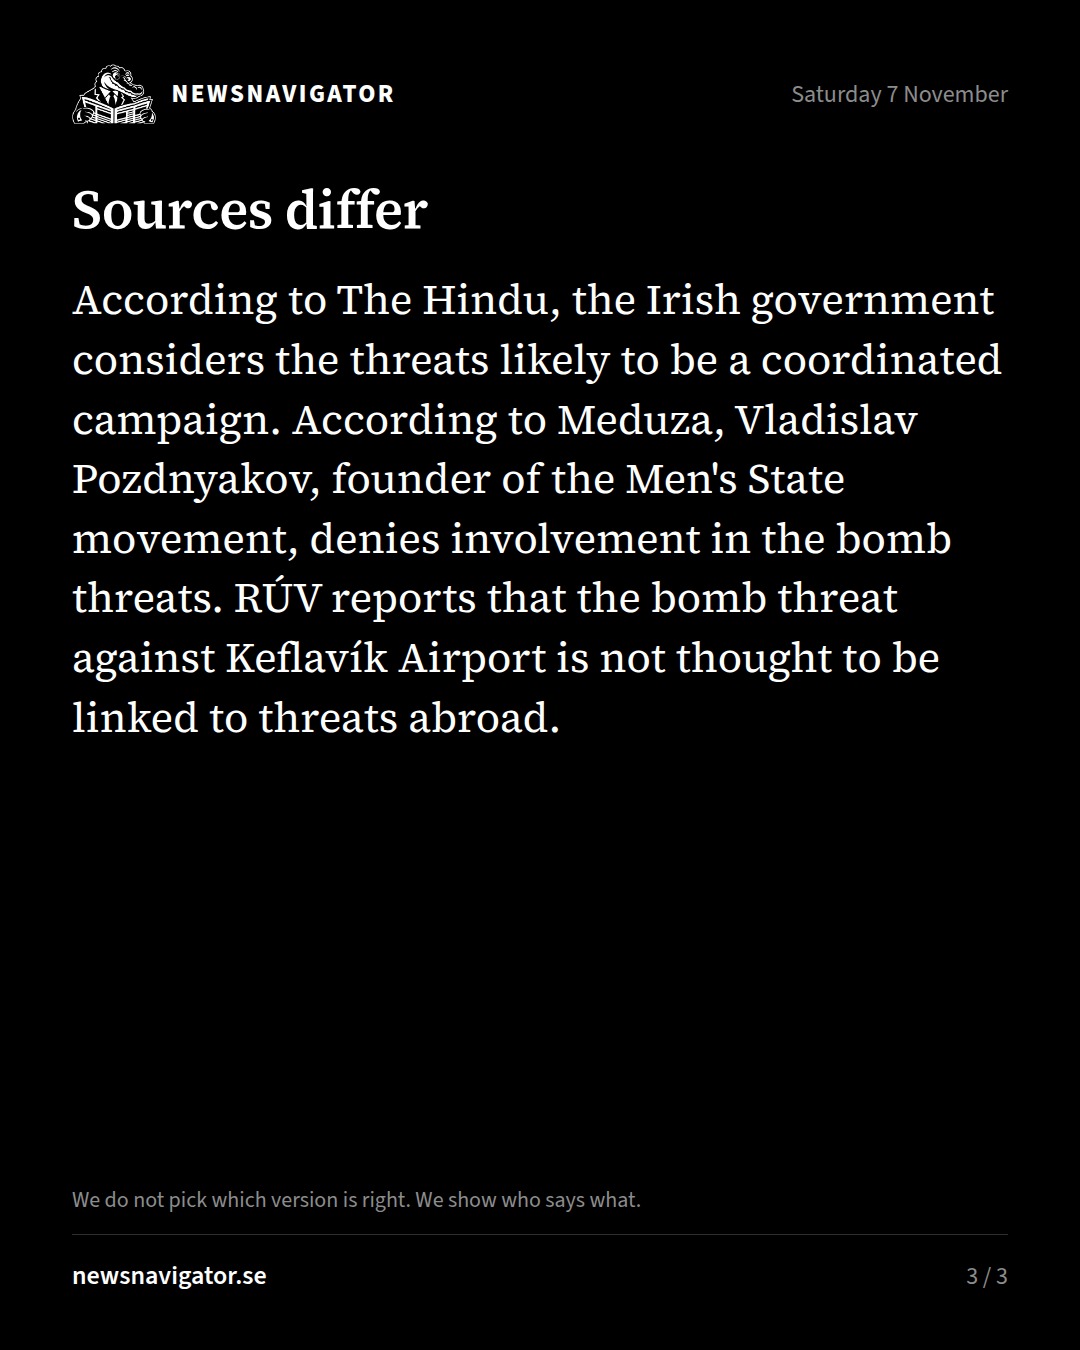 NEWSNAVIGATOR
Saturday 7 November
Sources differ
According to The Hindu, the Irish government
considers the threats likely to be a coordinated
campaign. According to Meduza, Vladislav
Pozdnyakov, founder of the Men's State
movement, denies involvement in the bomb
threats. RÚV reports that the bomb threat
against Keflavík Airport is not thought to be
linked to threats abroad.
We do not pick which version is right. We show who says what.
newsnavigator.se
3 / 3